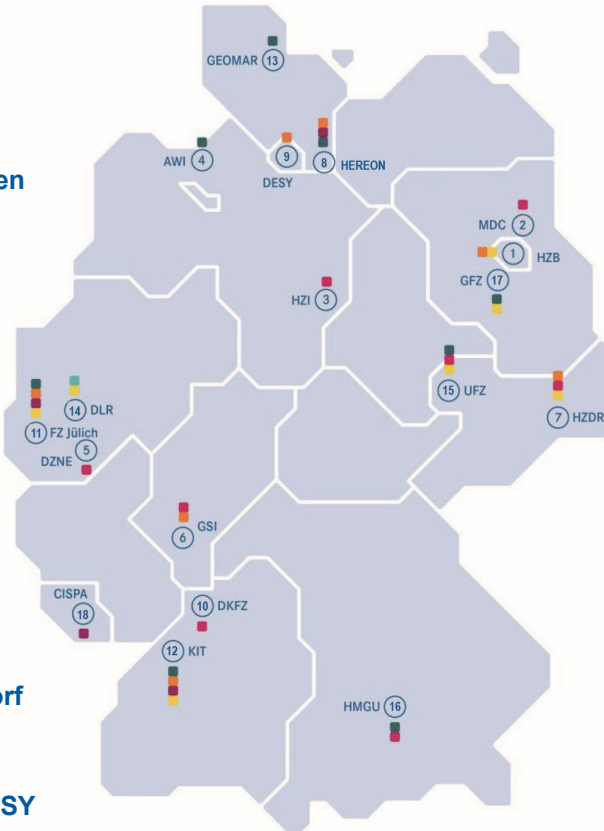 GEOMAR 13
AWI 4
9
DESY
8 HEREON
en
MDC 2
1 HZB
GFZ 17
HZI 3
14 DLR
11 FZ Jülich
5
DZNE
15 UFZ
7 HZDR
6 GSI
CISPA
18
10 DKFZ
12 KIT
orf
HMGU 16
SY